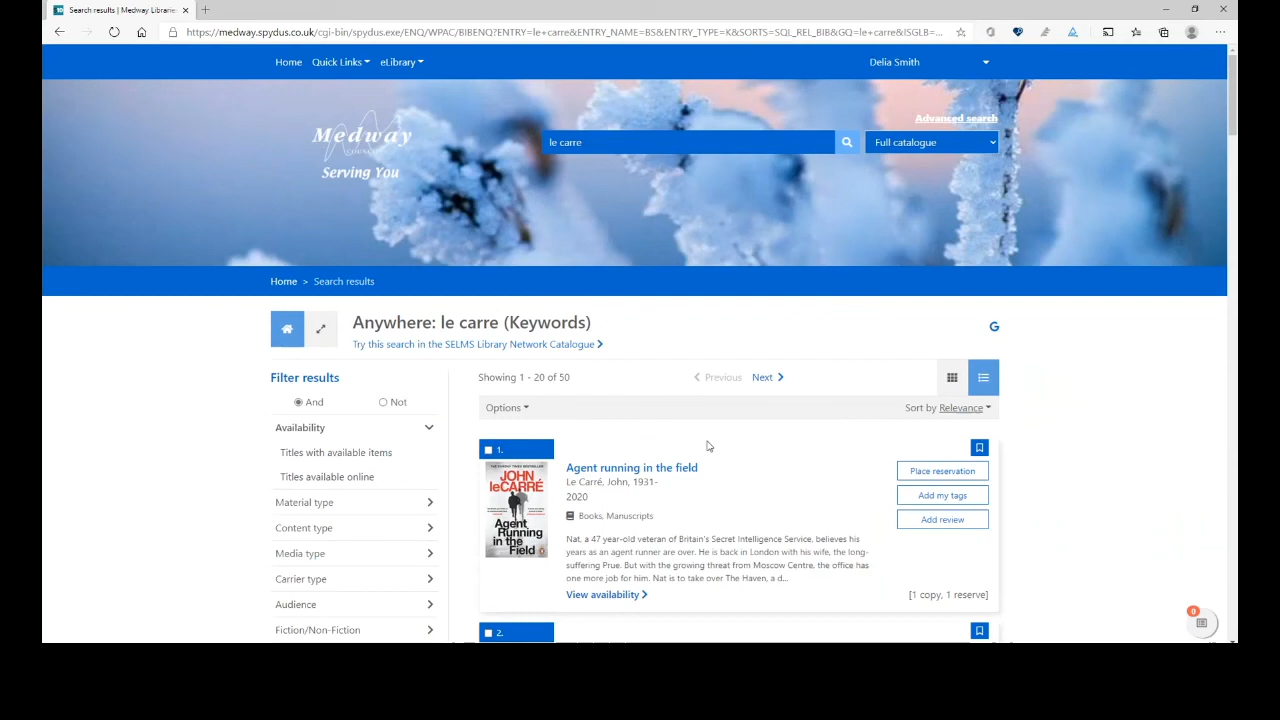 Search results | Medway Libraries
https://medway.spydus.co.uk/cgi-bin/spydus.exe/ENQ/WPAC/BIBENQ?ENTRY=le+carre&ENTRY_NAME=BS&ENTRY_TYPE=K&SORTS=SQL_REL_BIB&GQ=le+carre&ISGLB=...
Home Quick Links eLibrary Delia Smith
Advanced search
le carre Full catalogue
Medway
COUNCIL
Serving You
Home > Search results
Anywhere: le carre (Keywords)
Try this search in the SELMS Library Network Catalogue
Filter results
Showing 1 - 20 of 50 Previous Next
And Not
Options Sort by Relevance
Availability
Titles with available items
Titles available online
Material type
Content type
Media type
Carrier type
Audience
Fiction/Non-Fiction
1.
JOHN
le CARRÉ
Agent
Running
in the
Field
Agent running in the field
Le Carré, John, 1931-
2020
Books, Manuscripts
Nat, a 47 year-old veteran of Britain's Secret Intelligence Service, believes his
years as an agent runner are over. He is back in London with his wife, the long-
suffering Prue. But with the growing threat from Moscow Centre, the office has
one more job for him. Nat is to take over The Haven, a d...
View availability
Place reservation
Add my tags
Add review
[1 copy, 1 reserve]
2.
0